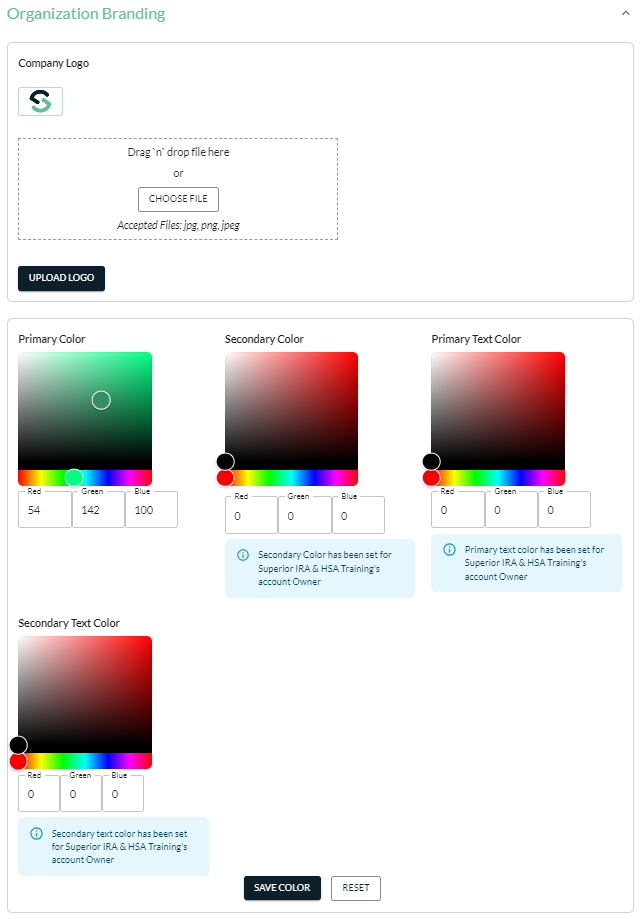 Organization Branding
Company Logo
Drag `n` drop file here
or
CHOOSE FILE
Accepted Files: jpg, png, jpeg
UPLOAD LOGO
Primary Color
Secondary Color
Primary Text Color
Red Green Blue
54 142 100
Red Green Blue
0 0 0
Red Green Blue
0 0 0
Secondary Color has been set for
Superior IRA & HSA Training's
account Owner
Primary text color has been set for
Superior IRA & HSA Training's
account Owner
Secondary Text Color
Red Green Blue
0 0 0
Secondary text color has been set
for Superior IRA & HSA Training's
account Owner
SAVE COLOR
RESET